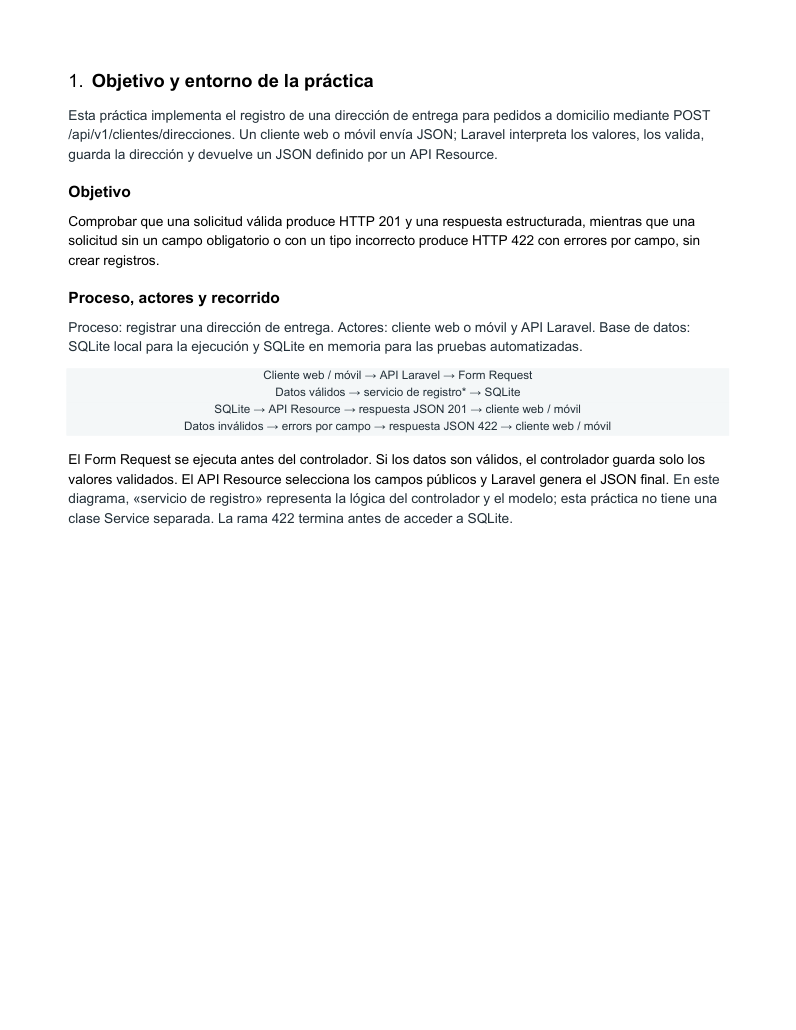 1. Objetivo y entorno de la práctica
Esta práctica implementa el registro de una dirección de entrega para pedidos a domicilio mediante POST
/api/v1/clientes/direcciones. Un cliente web o móvil envía JSON; Laravel interpreta los valores, los valida,
guarda la dirección y devuelve un JSON definido por un API Resource.
Objetivo
Comprobar que una solicitud válida produce HTTP 201 y una respuesta estructurada, mientras que una
solicitud sin un campo obligatorio o con un tipo incorrecto produce HTTP 422 con errores por campo, sin
crear registros.
Proceso, actores y recorrido
Proceso: registrar una dirección de entrega. Actores: cliente web o móvil y API Laravel. Base de datos:
SQLite local para la ejecución y SQLite en memoria para las pruebas automatizadas.
Cliente web / móvil → API Laravel → Form Request
Datos válidos → servicio de registro* → SQLite
SQLite → API Resource → respuesta JSON 201 → cliente web / móvil
Datos inválidos → errors por campo → respuesta JSON 422 → cliente web / móvil
El Form Request se ejecuta antes del controlador. Si los datos son válidos, el controlador guarda solo los
valores validados. El API Resource selecciona los campos públicos y Laravel genera el JSON final. En este
diagrama, «servicio de registro» representa la lógica del controlador y el modelo; esta práctica no tiene una
clase Service separada. La rama 422 termina antes de acceder a SQLite.